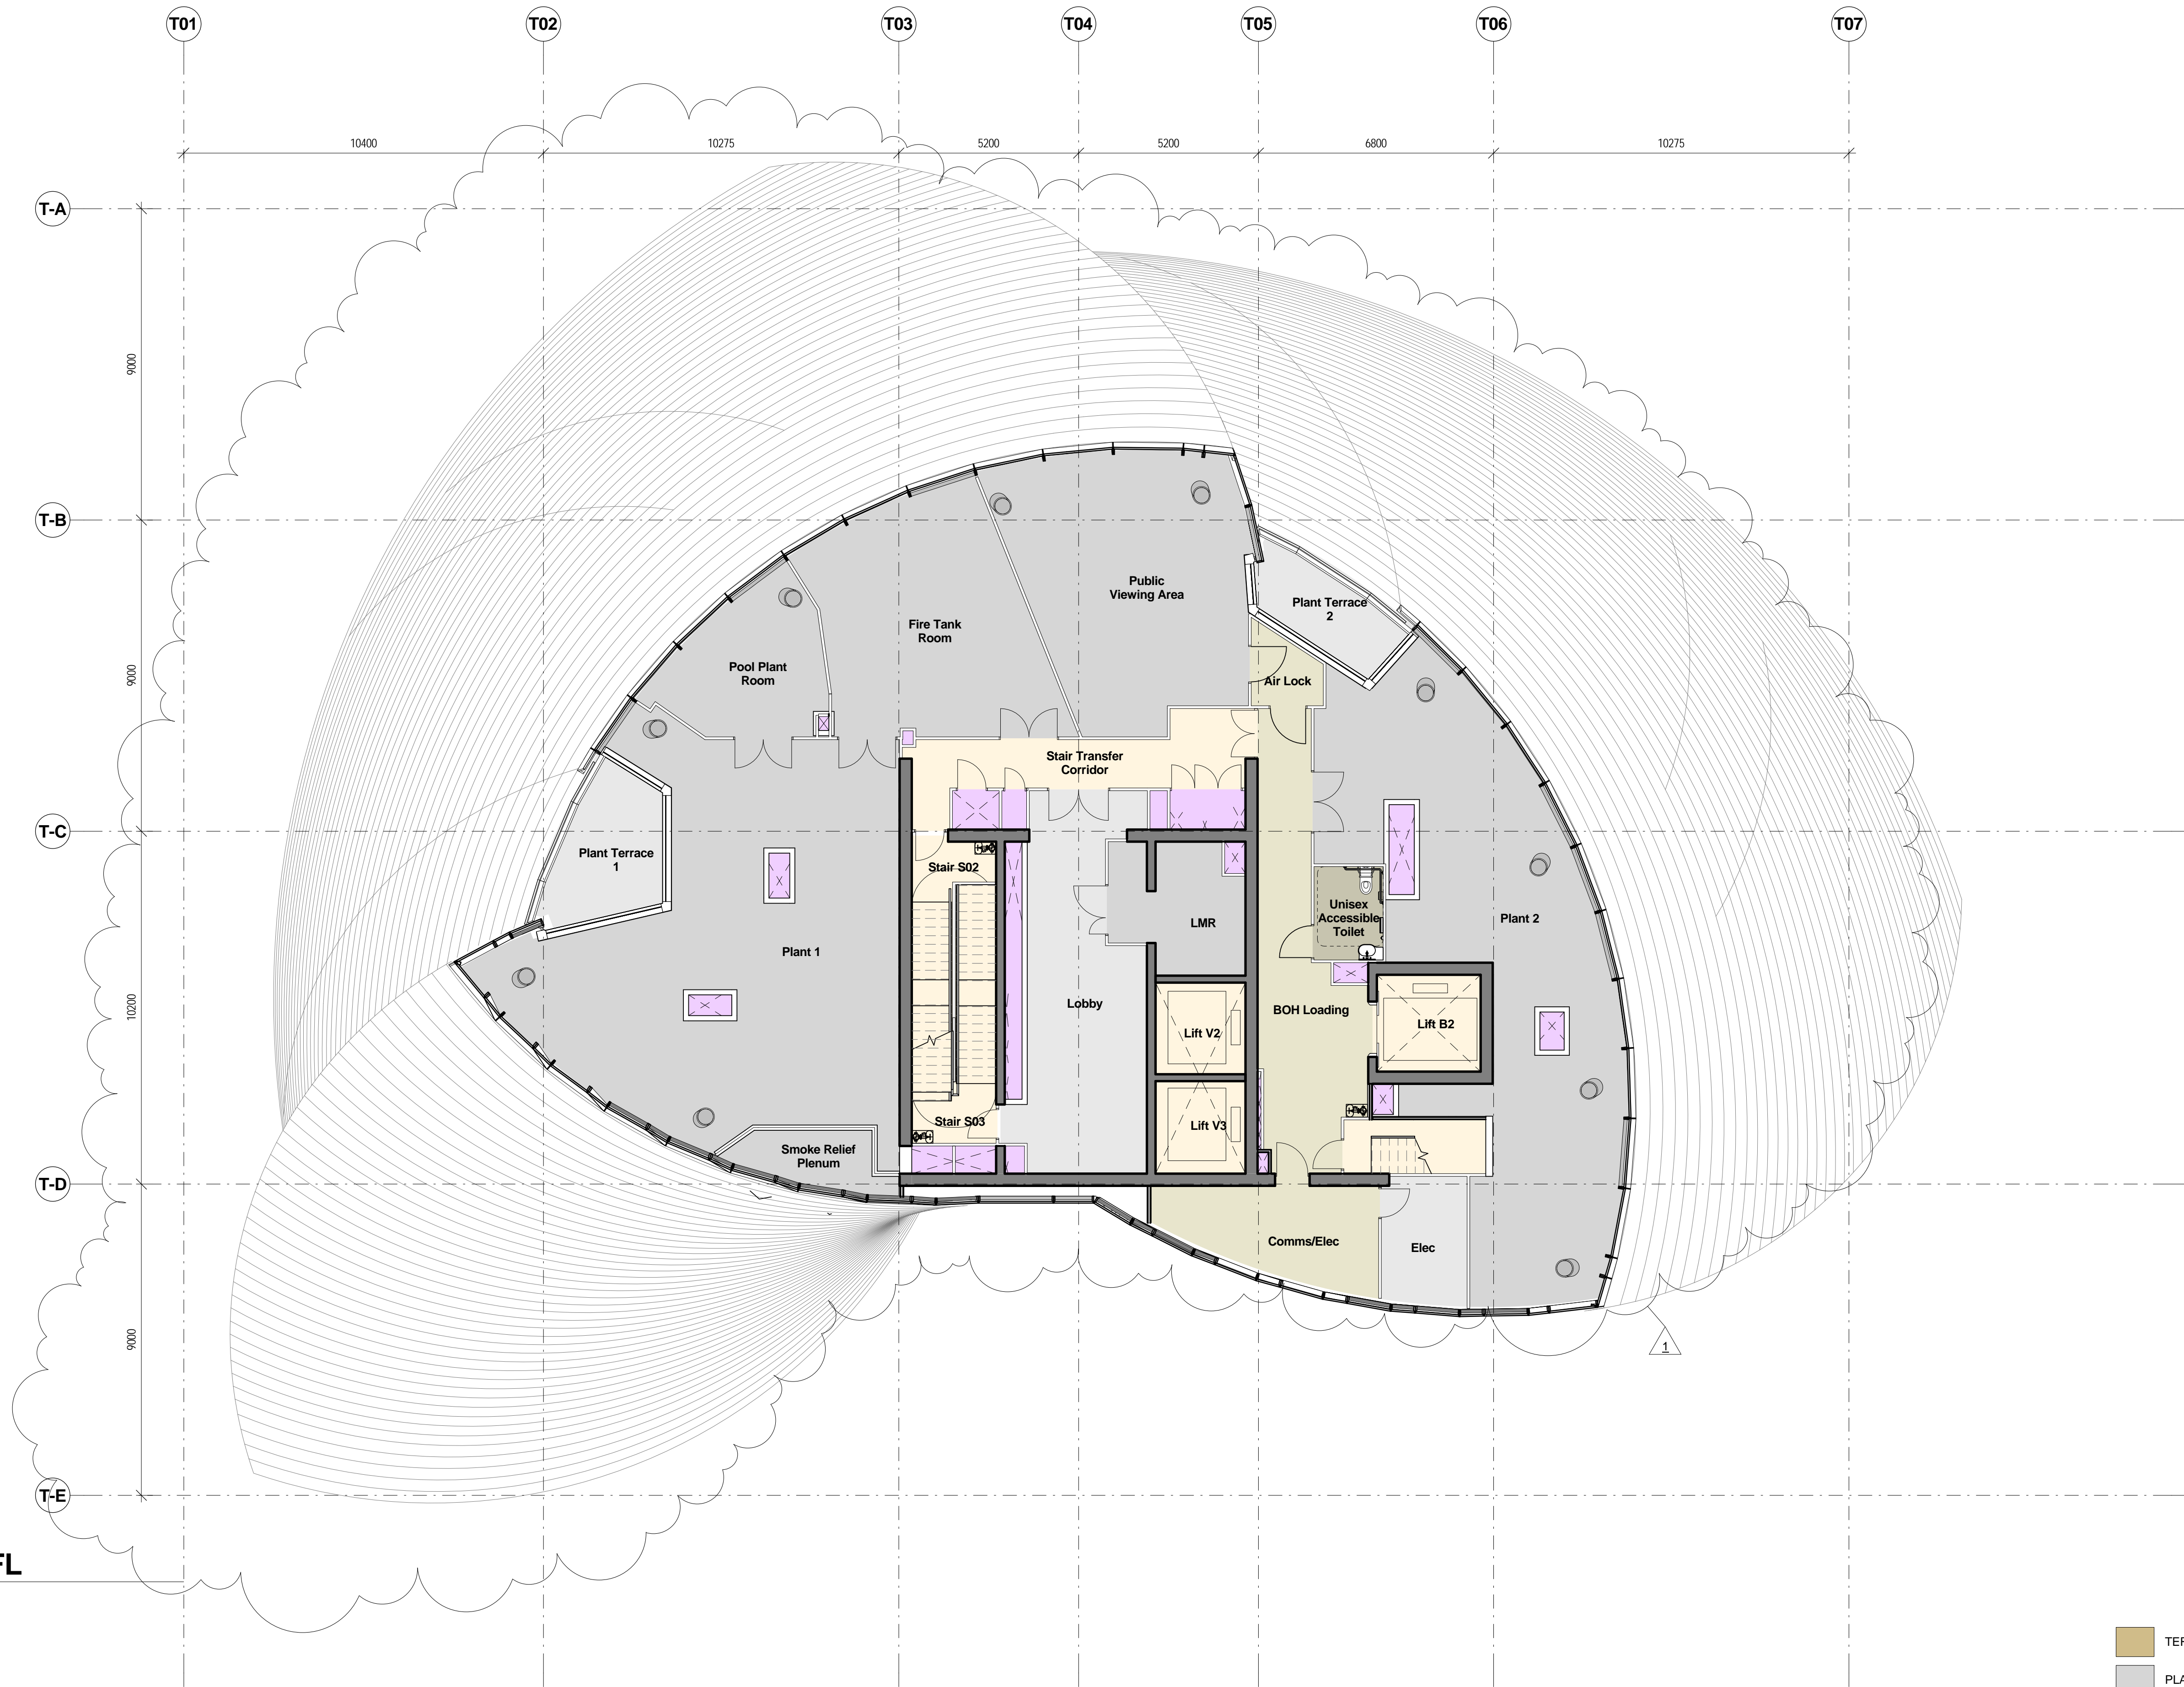 T01
T02
T03
T04
T05
T06
T07
10400
10275
5200
5200
6800
10275
T-A
9000
T-B
Public
Viewing Area
Plant Terrace
2
Fire Tank
Room
Pool Plant
Room
9000
Air Lock
Stair Transfer
Corridor
T-C
Plant Terrace
1
Stair S02
Unisex
Accessible
Toilet
LMR
Plant 2
Plant 1
10200
Lobby
BOH Loading
Lift B2
Lift V2
Stair S03
Lift V3
Smoke Relief
Plenum
T-D
Comms/Elec
Elec
9000
1
T-E
FL
TER
PLA